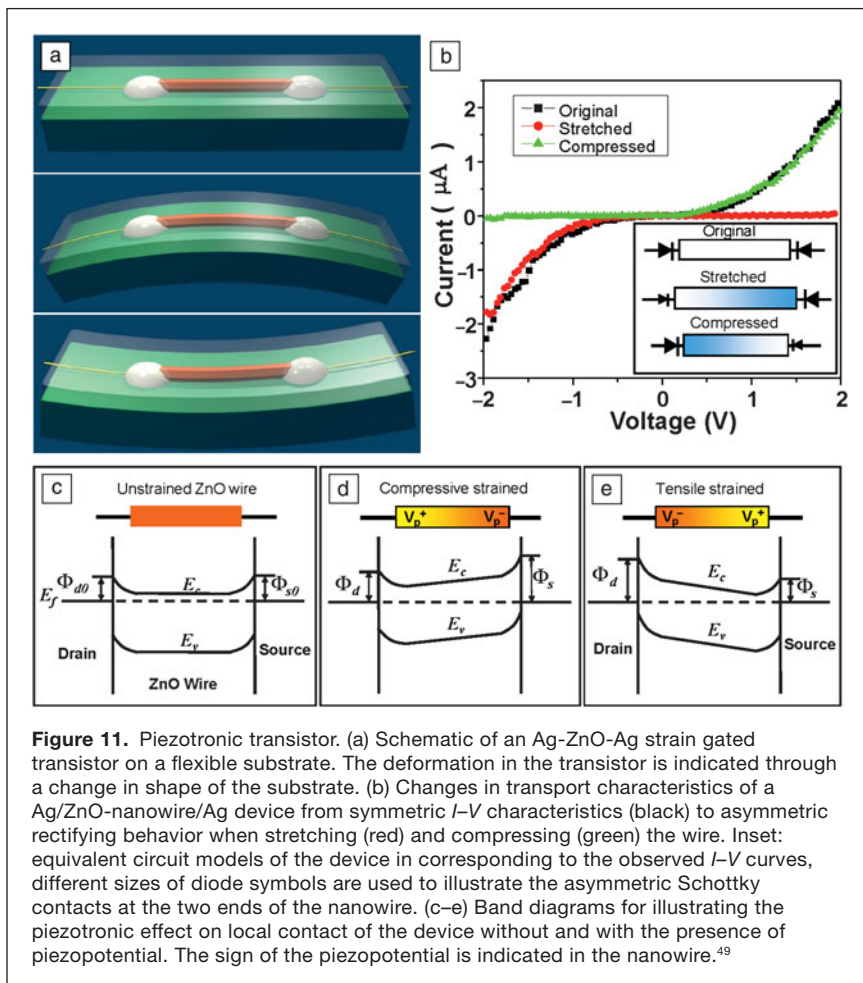 a
b
Original
Stretched
Compressed
Current ( μA
2
1
0
−1
−2
−3
−2
−1
0
1
2
Voltage (V)
Original
Stretched
Compressed
c
Unstrained ZnO wire
Φd0
Ef
Ec
Φs0
Ev
Drain
Source
ZnO Wire
d
Compressive strained
Vp+
Vp−
Φd
Ec
Φs
Ev
e
Tensile strained
Vp−
Vp+
Φd
Ec
Φs
Ev
Drain
Source
Figure 11. Piezotronic transistor. (a) Schematic of an Ag-ZnO-Ag strain gated
transistor on a flexible substrate. The deformation in the transistor is indicated through
a change in shape of the substrate. (b) Changes in transport characteristics of a
Ag/ZnO-nanowire/Ag device from symmetric I–V characteristics (black) to asymmetric
rectifying behavior when stretching (red) and compressing (green) the wire. Inset:
equivalent circuit models of the device in corresponding to the observed I–V curves,
different sizes of diode symbols are used to illustrate the asymmetric Schottky
contacts at the two ends of the nanowire. (c–e) Band diagrams for illustrating the
piezotronic effect on local contact of the device without and with the presence of
piezopotential. The sign of the piezopotential is indicated in the nanowire.49